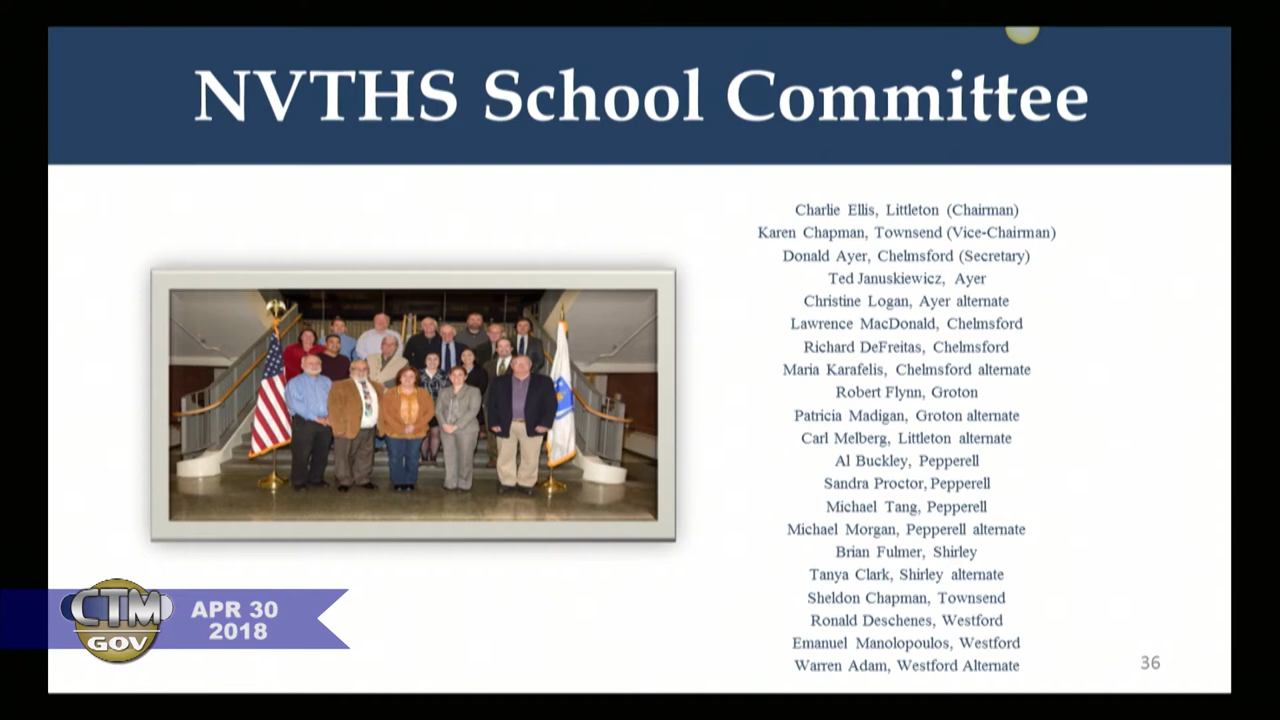 NVTHS School Committee
Charlie Ellis, Littleton (Chairman)
Karen Chapman, Townsend (Vice-Chairman)
Donald Ayer, Chelmsford (Secretary)
Ted Januskiewicz, Ayer
Christine Logan, Ayer alternate
Lawrence MacDonald, Chelmsford
Richard DeFreitas, Chelmsford
Maria Karafelis, Chelmsford alternate
Robert Flynn, Groton
Patricia Madigan, Groton alternate
Carl Melberg, Littleton alternate
Al Buckley, Pepperell
Sandra Proctor, Pepperell
Michael Tang, Pepperell
Michael Morgan, Pepperell alternate
Brian Fulmer, Shirley
Tanya Clark, Shirley alternate
Sheldon Chapman, Townsend
Ronald Deschenes, Westford
Emanuel Manolopoulos, Westford
Warren Adam, Westford Alternate
36
CTM
GOV
APR 30
2018